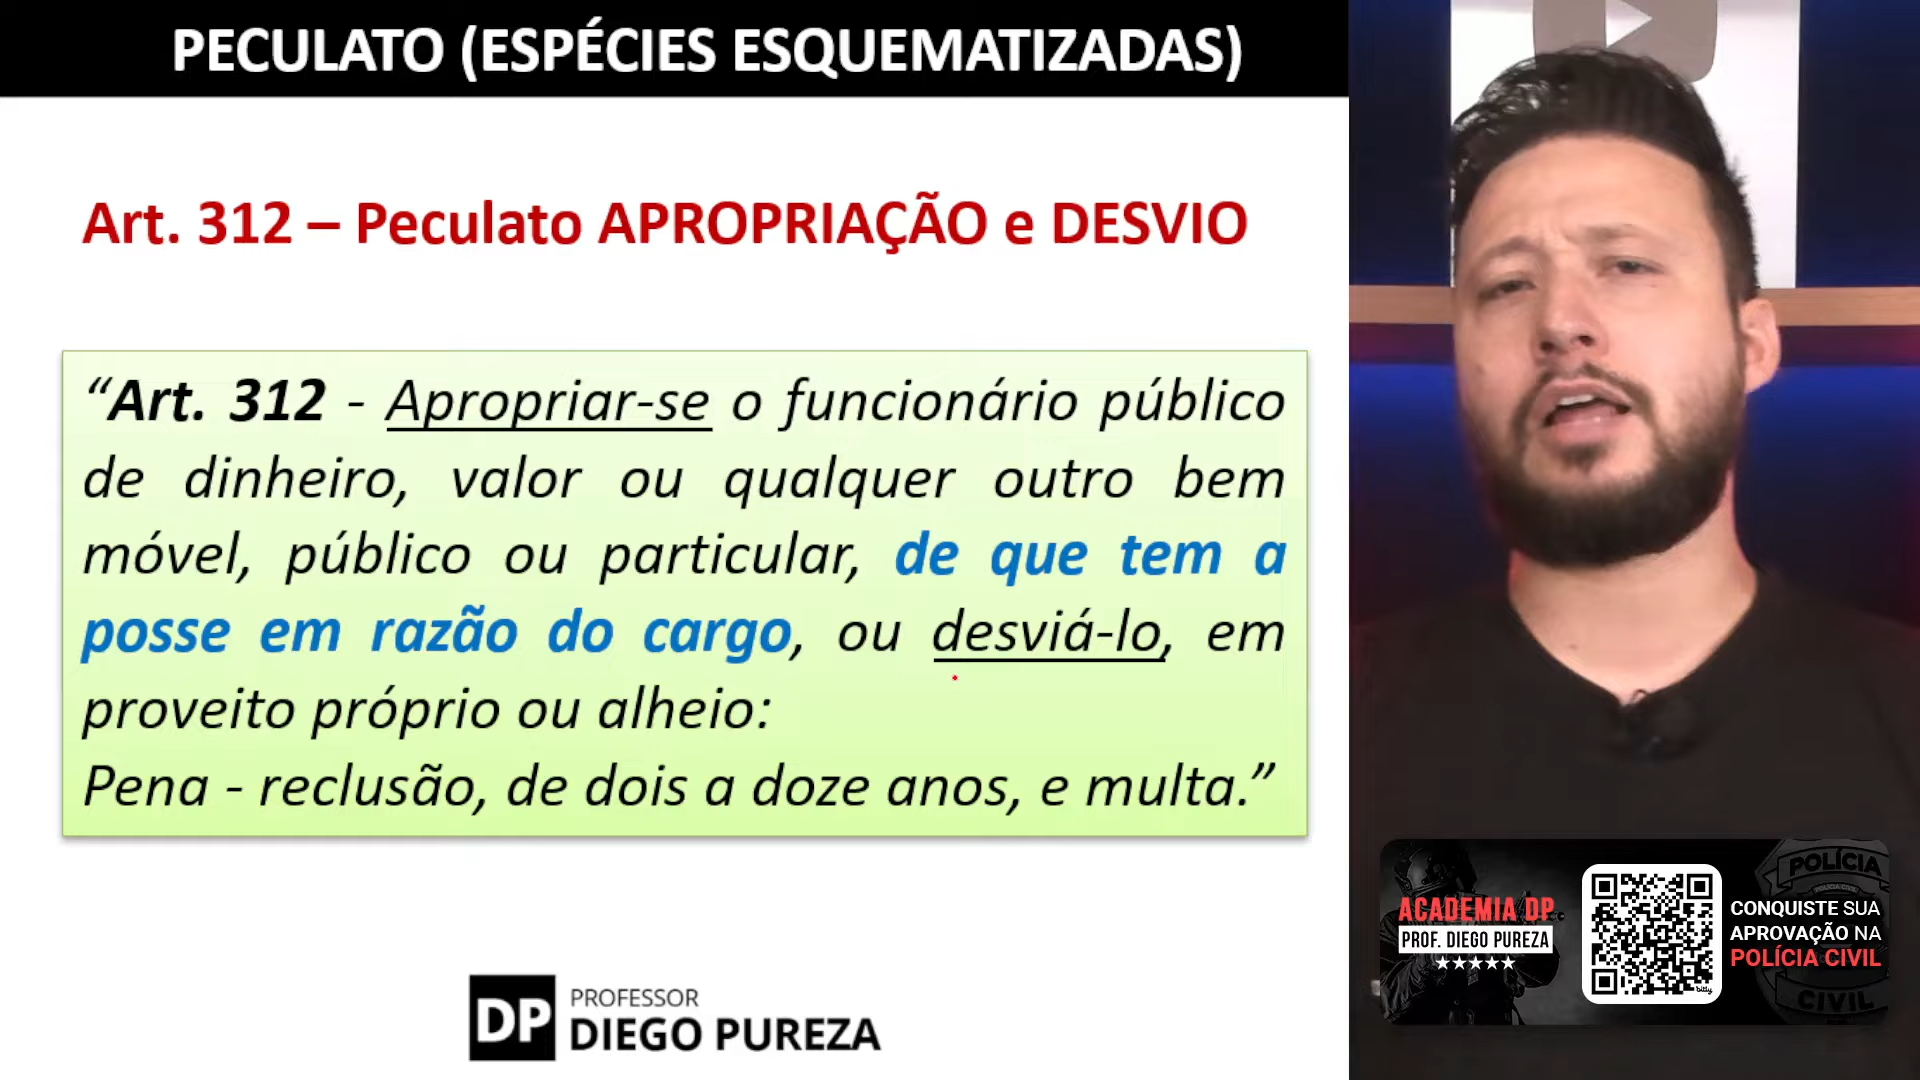 PECULATO (ESPÉCIES ESQUEMATIZADAS)
Art. 312 – Peculato APROPRIAÇÃO e DESVIO
“Art. 312 - Apropriar-se o funcionário público
de dinheiro, valor ou qualquer outro bem
móvel, público ou particular, de que tem a
posse em razão do cargo, ou desviá-lo, em
proveito próprio ou alheio:
Pena - reclusão, de dois a doze anos, e multa.”
DP PROFESSOR
DIEGO PUREZA
ACADEMIA DP
PROF. DIEGO PUREZA
bitly
CONQUISTE SUA
APROVAÇÃO NA
POLÍCIA CIVIL
POLÍCIA
CIVIL